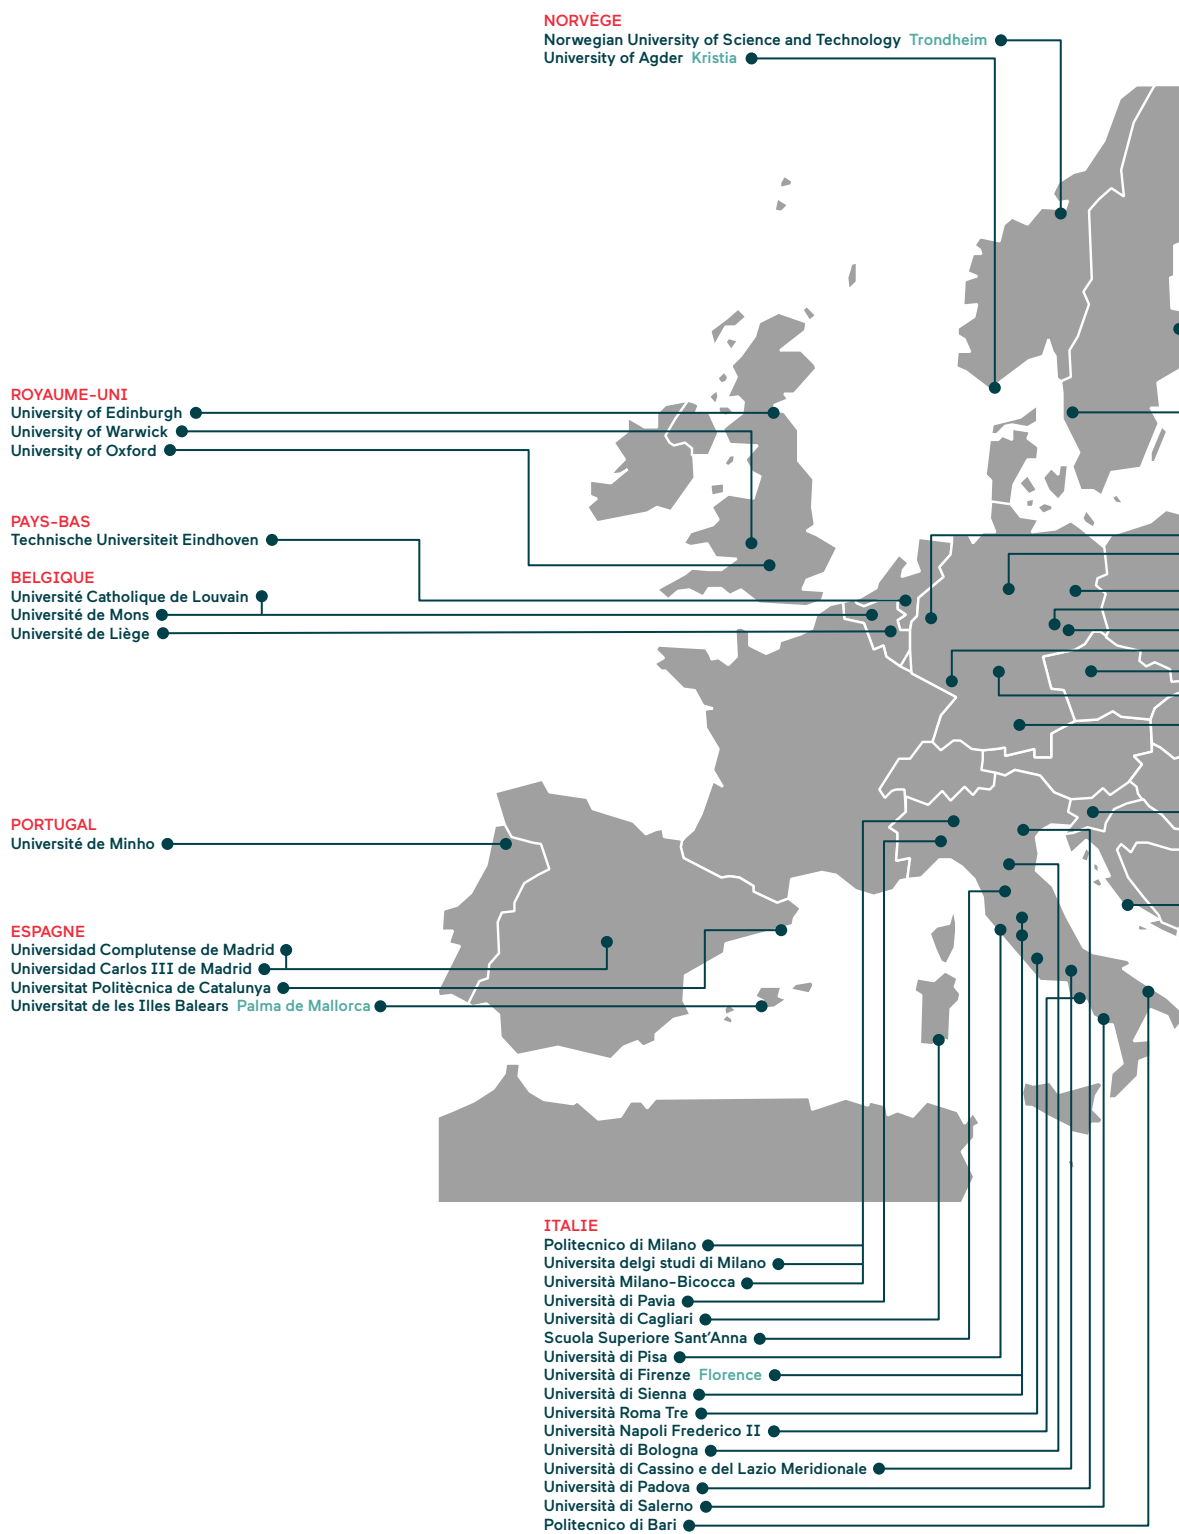 NORVÈGE
Norwegian University of Science and Technology Trondheim
University of Agder Kristia
ROYAUME-UNI
University of Edinburgh
University of Warwick
University of Oxford
PAYS-BAS
Technische Universiteit Eindhoven
BELGIQUE
Université Catholique de Louvain
Université de Mons
Université de Liège
PORTUGAL
Université de Minho
ESPAGNE
Universidad Complutense de Madrid
Universidad Carlos III de Madrid
Universitat Politècnica de Catalunya
Universitat de les Illes Balears Palma de Mallorca
ITALIE
Politecnico di Milano
Universita delgi studi di Milano
Università Milano-Bicocca
Università di Pavia
Università di Cagliari
Scuola Superiore Sant’Anna
Università di Pisa
Università di Firenze Florence
Università di Sienna
Università Roma Tre
Università Napoli Frederico II
Università di Bologna
Università di Cassino e del Lazio Meridionale
Università di Padova
Università di Salerno
Politecnico di Bari